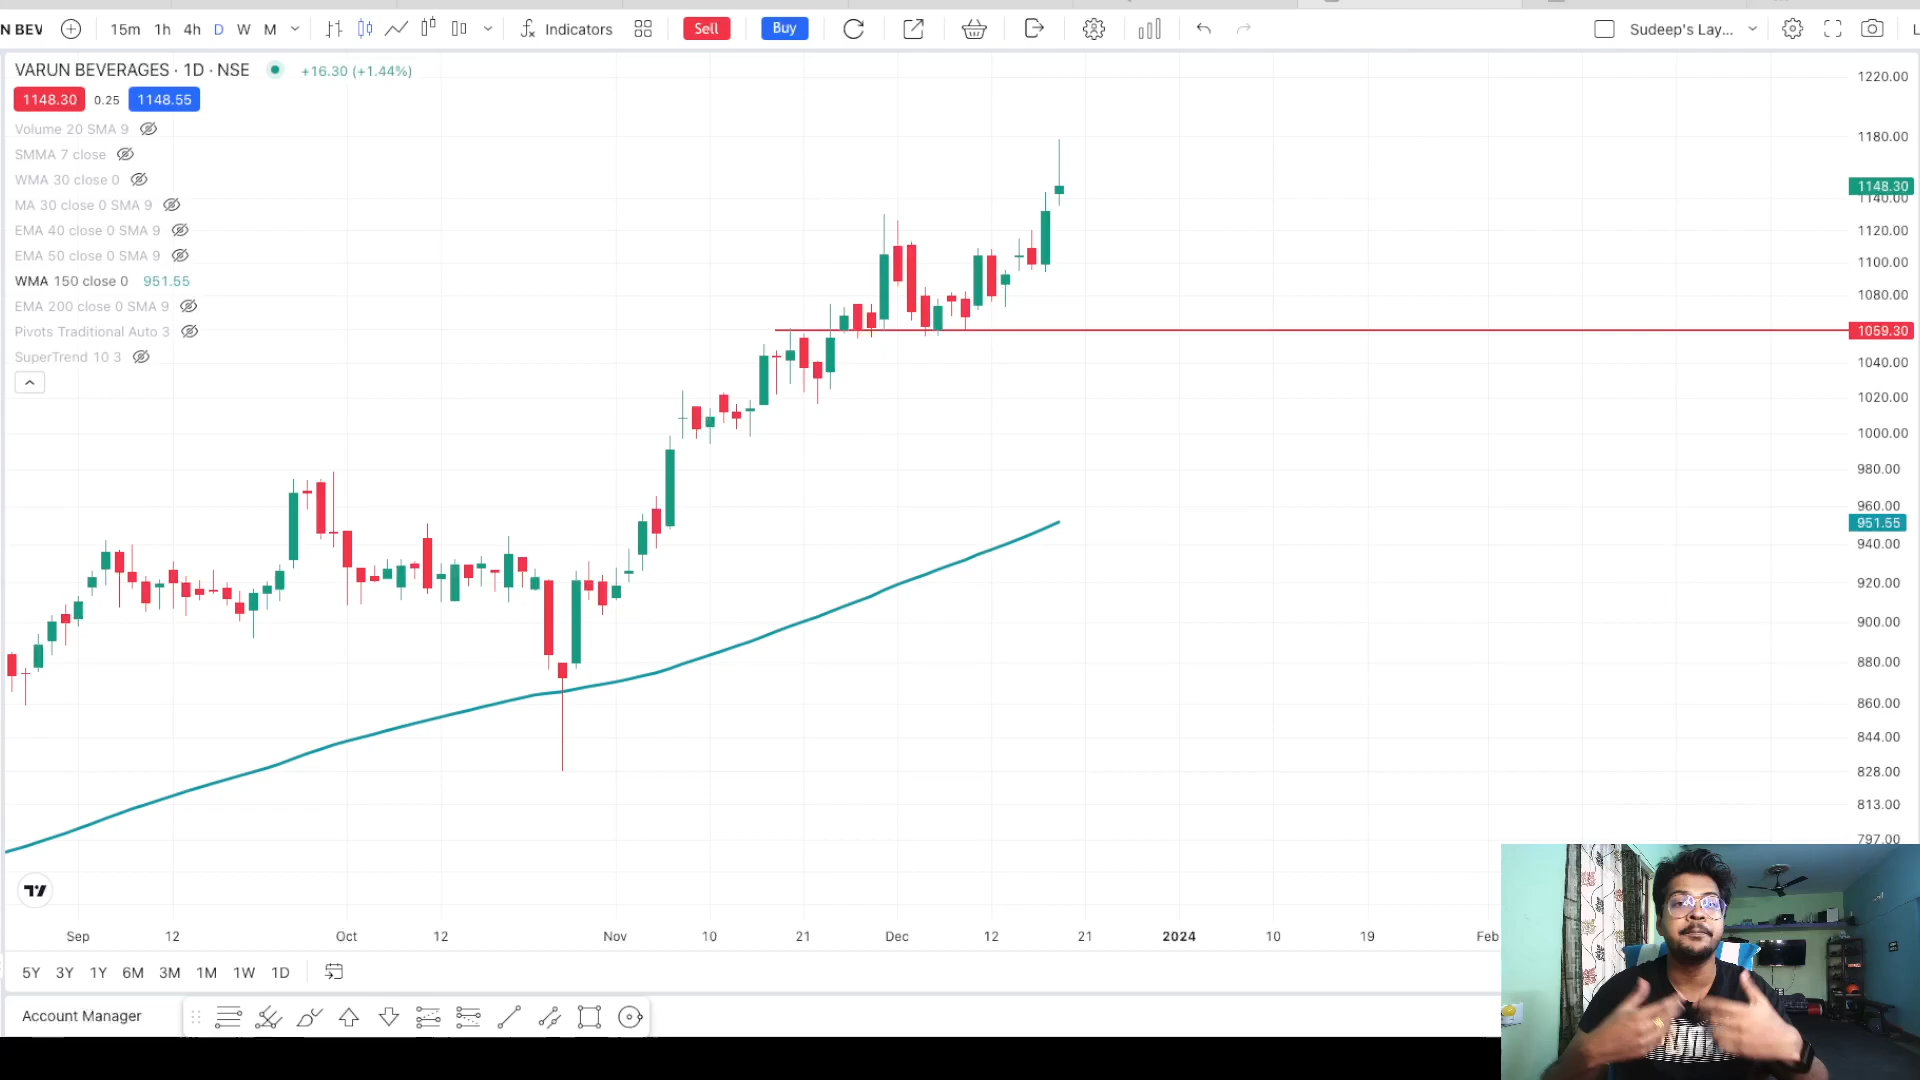 N BEV 15m 1h 4h D W M Indicators Sell Buy Sudeep's Lay... L
VARUN BEVERAGES · 1D · NSE +16.30 (+1.44%)
1148.30 0.25 1148.55
Volume 20 SMA 9
SMMA 7 close
WMA 30 close 0
MA 30 close 0 SMA 9
EMA 40 close 0 SMA 9
EMA 50 close 0 SMA 9
WMA 150 close 0 951.55
EMA 200 close 0 SMA 9
Pivots Traditional Auto 3
SuperTrend 10 3
1220.00
1180.00
1148.30
1140.00
1120.00
1100.00
1080.00
1059.30
1040.00
1020.00
1000.00
980.00
960.00
951.55
940.00
920.00
900.00
880.00
860.00
844.00
828.00
813.00
797.00
Sep 12 Oct 12 Nov 10 21 Dec 12 21 2024 10 19 Feb
5Y 3Y 1Y 6M 3M 1M 1W 1D
Account Manager